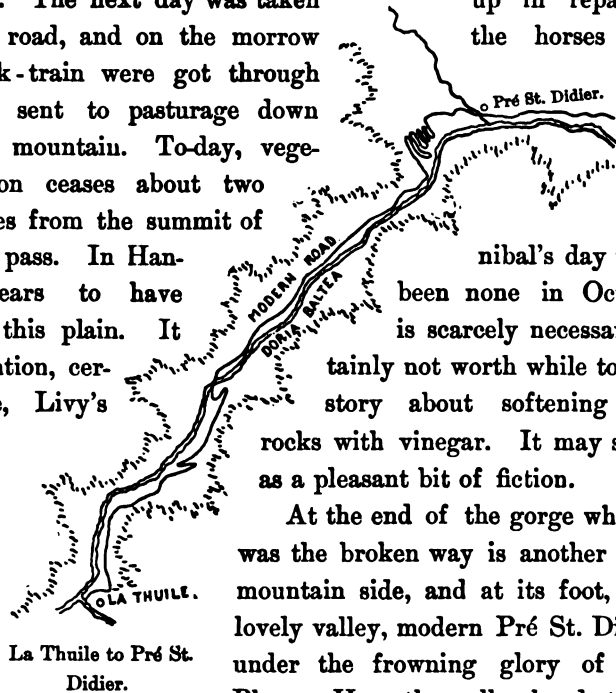 The next day was taken up in repa
road, and on the morrow the horses
k-train were got through
sent to pasturage down
Pré St. Didier.
mountain. To-day, vege-
on ceases about two
es from the summit of
pass. In Han- nibal's day
ears to have been none in Oc
this plain. It is scarcely necessa
ation, cer- tainly not worth while to
, Livy's story about softening
rocks with vinegar. It may s
as a pleasant bit of fiction.
MODERN ROAD
DORIA BALTEA
LA THUILE.
La Thuile to Pré St.
Didier.
At the end of the gorge wh
was the broken way is another
mountain side, and at its foot,
lovely valley, modern Pré St. Di
under the frowning glory of